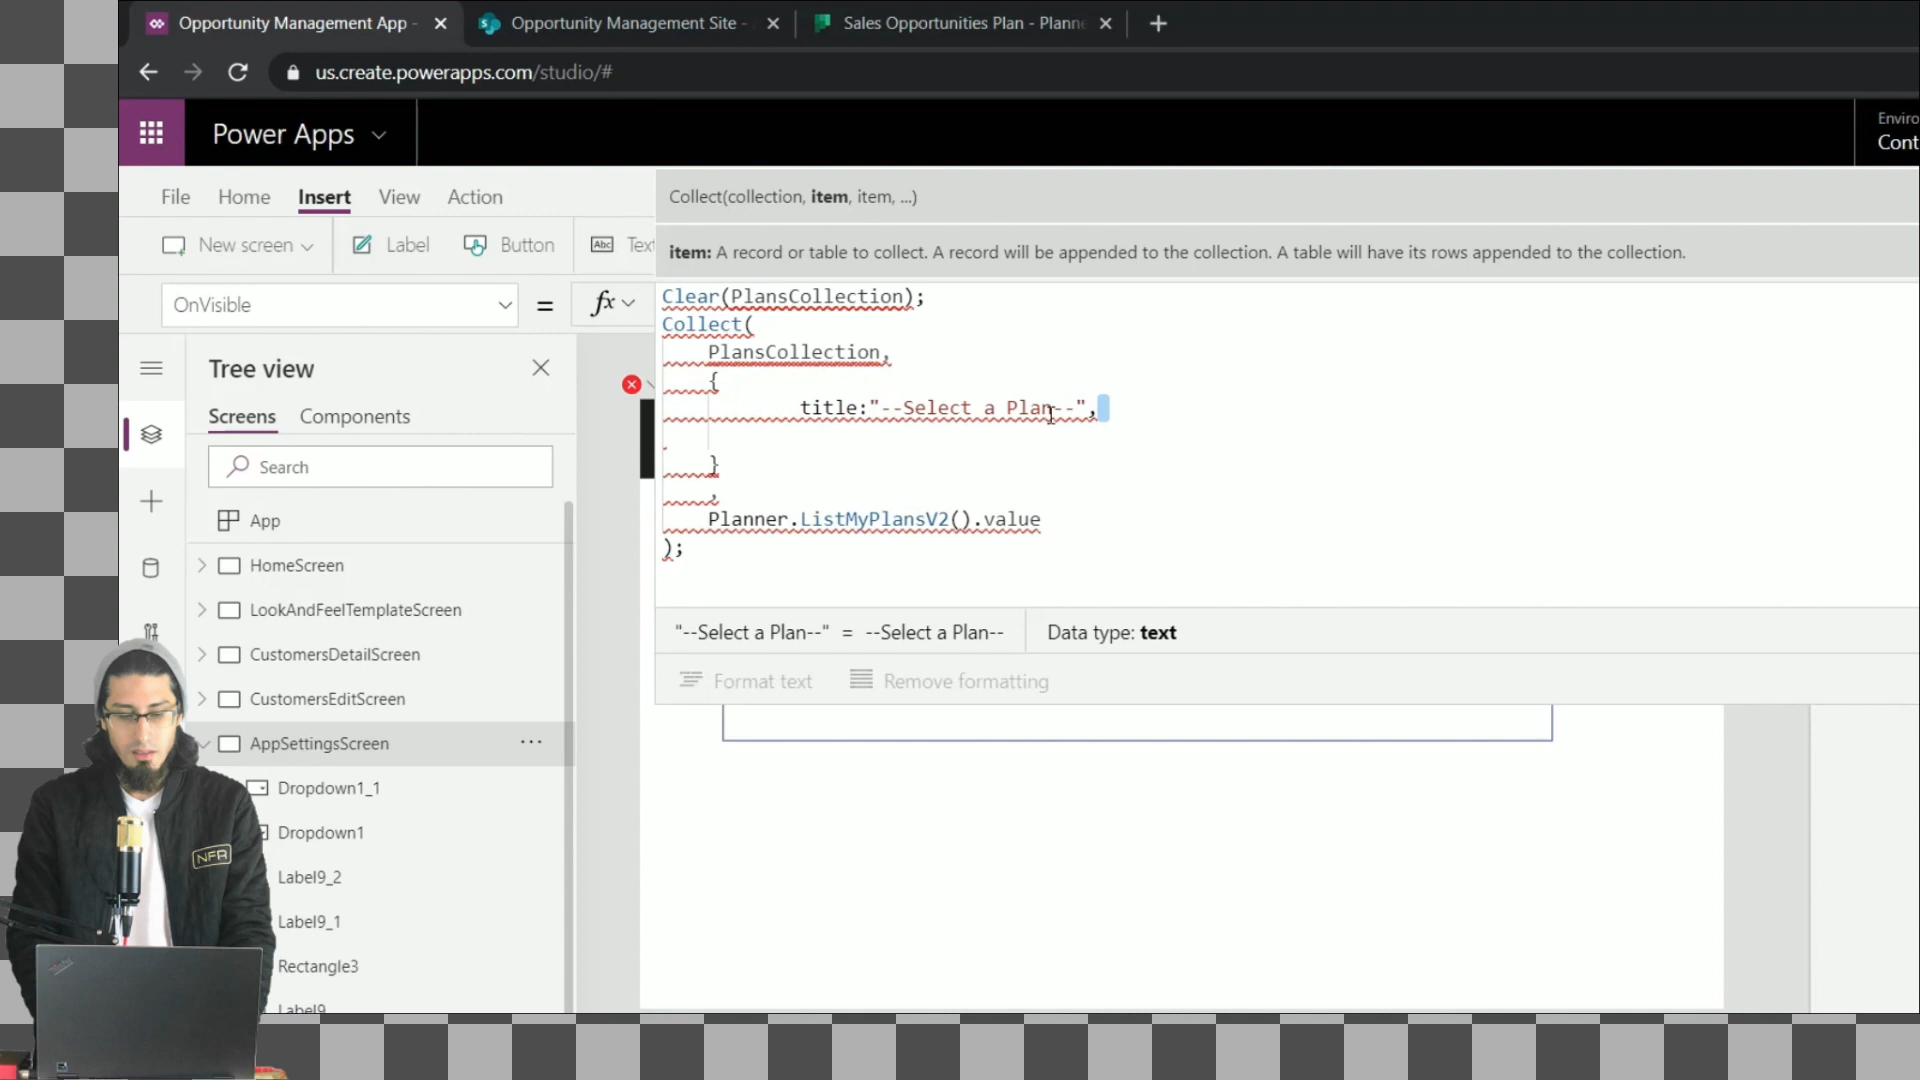 Opportunity Management App -
Opportunity Management Site -
Sales Opportunities Plan - Planne
us.create.powerapps.com/studio/#
Power Apps
Enviro
Cont
File
Home
Insert
View
Action
Collect(collection, item, item, ...)
New screen
Label
Button
Abc
Text
item: A record or table to collect. A record will be appended to the collection. A table will have its rows appended to the collection.
OnVisible
=
fx
Clear(PlansCollection);
Collect(
PlansCollection,
{
title:"--Select a Plan--",
}
,
Planner.ListMyPlansV2().value
);
Tree view
Screens
Components
Search
App
HomeScreen
LookAndFeelTemplateScreen
CustomersDetailScreen
CustomersEditScreen
AppSettingsScreen
...
Dropdown1_1
Dropdown1
Label9_2
Label9_1
Rectangle3
Label9
"--Select a Plan--" = --Select a Plan--
Data type: text
Format text
Remove formatting
NFR